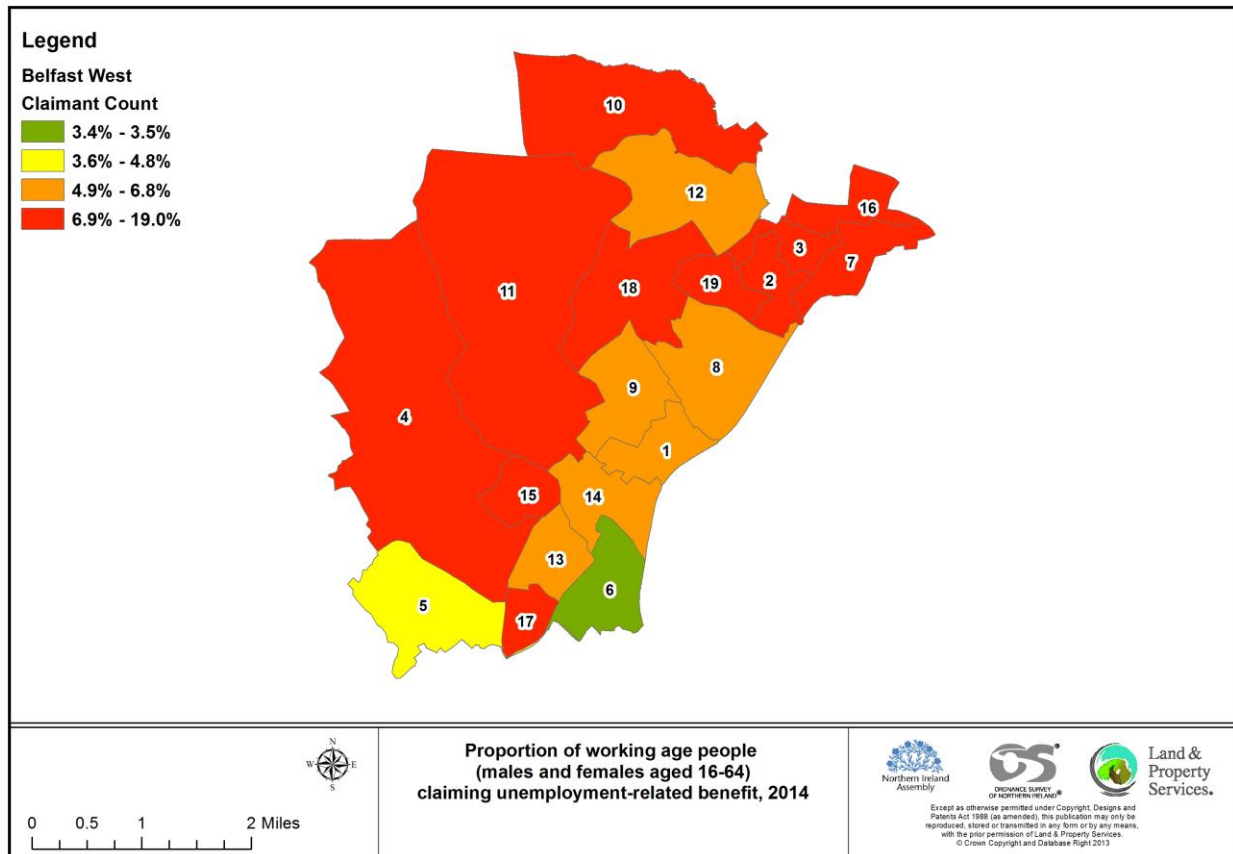 Legend
Belfast West
Claimant Count
3.4% - 3.5%
3.6% - 4.8%
4.9% - 6.8%
6.9% - 19.0%
10
12
16
3
7
2
19
18
11
8
9
4
1
15
14
13
6
5
17
N
W E
S
0 0.5 1 2 Miles
Proportion of working age people
(males and females aged 16-64)
claiming unemployment-related benefit, 2014
Northern Ireland
Assembly
OS®
ORDNANCE SURVEY
OF NORTHERN IRELAND®
Land &
Property
Services.®
Except as otherwise permitted under Copyright, Designs and
Patents Act 1988 (as amended), this publication may only be
reproduced, stored or transmitted in any form or by any means,
with the prior permission of Land & Property Services.
© Crown Copyright and Database Right 2013